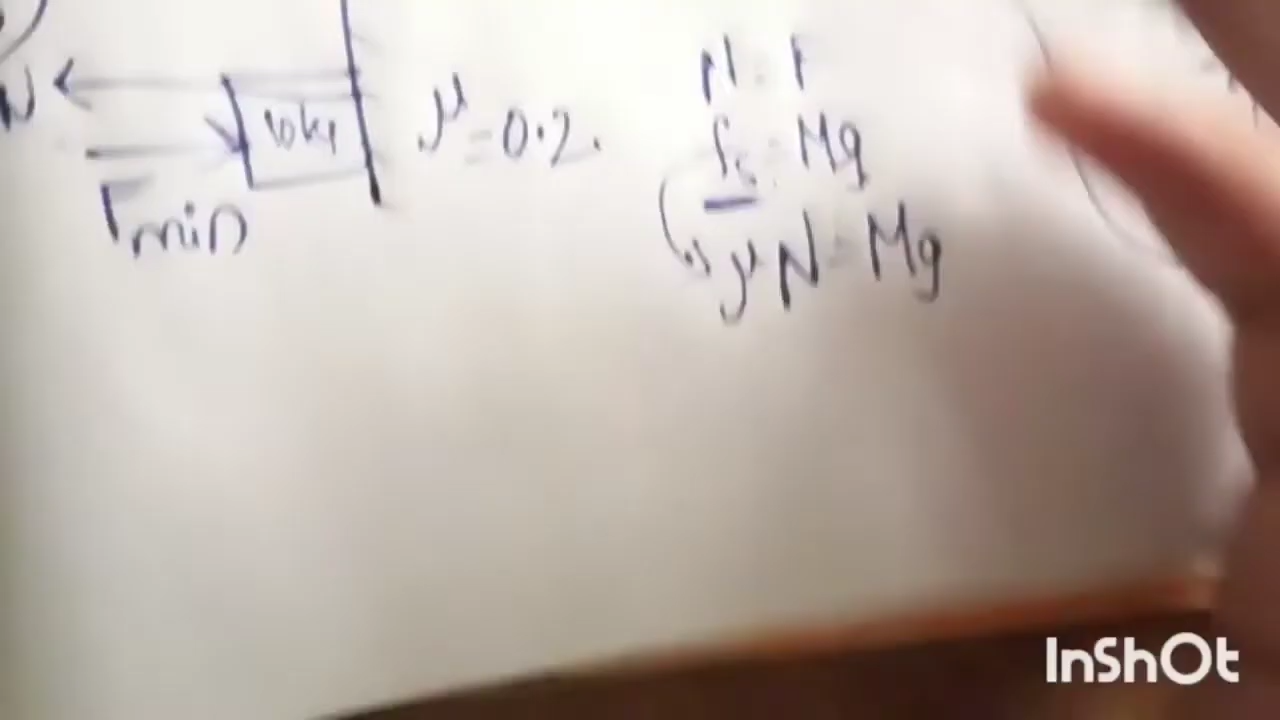 N
10kg
Fmin
μ = 0.2.
N = F
fs = Mg
μN = Mg
InShOt